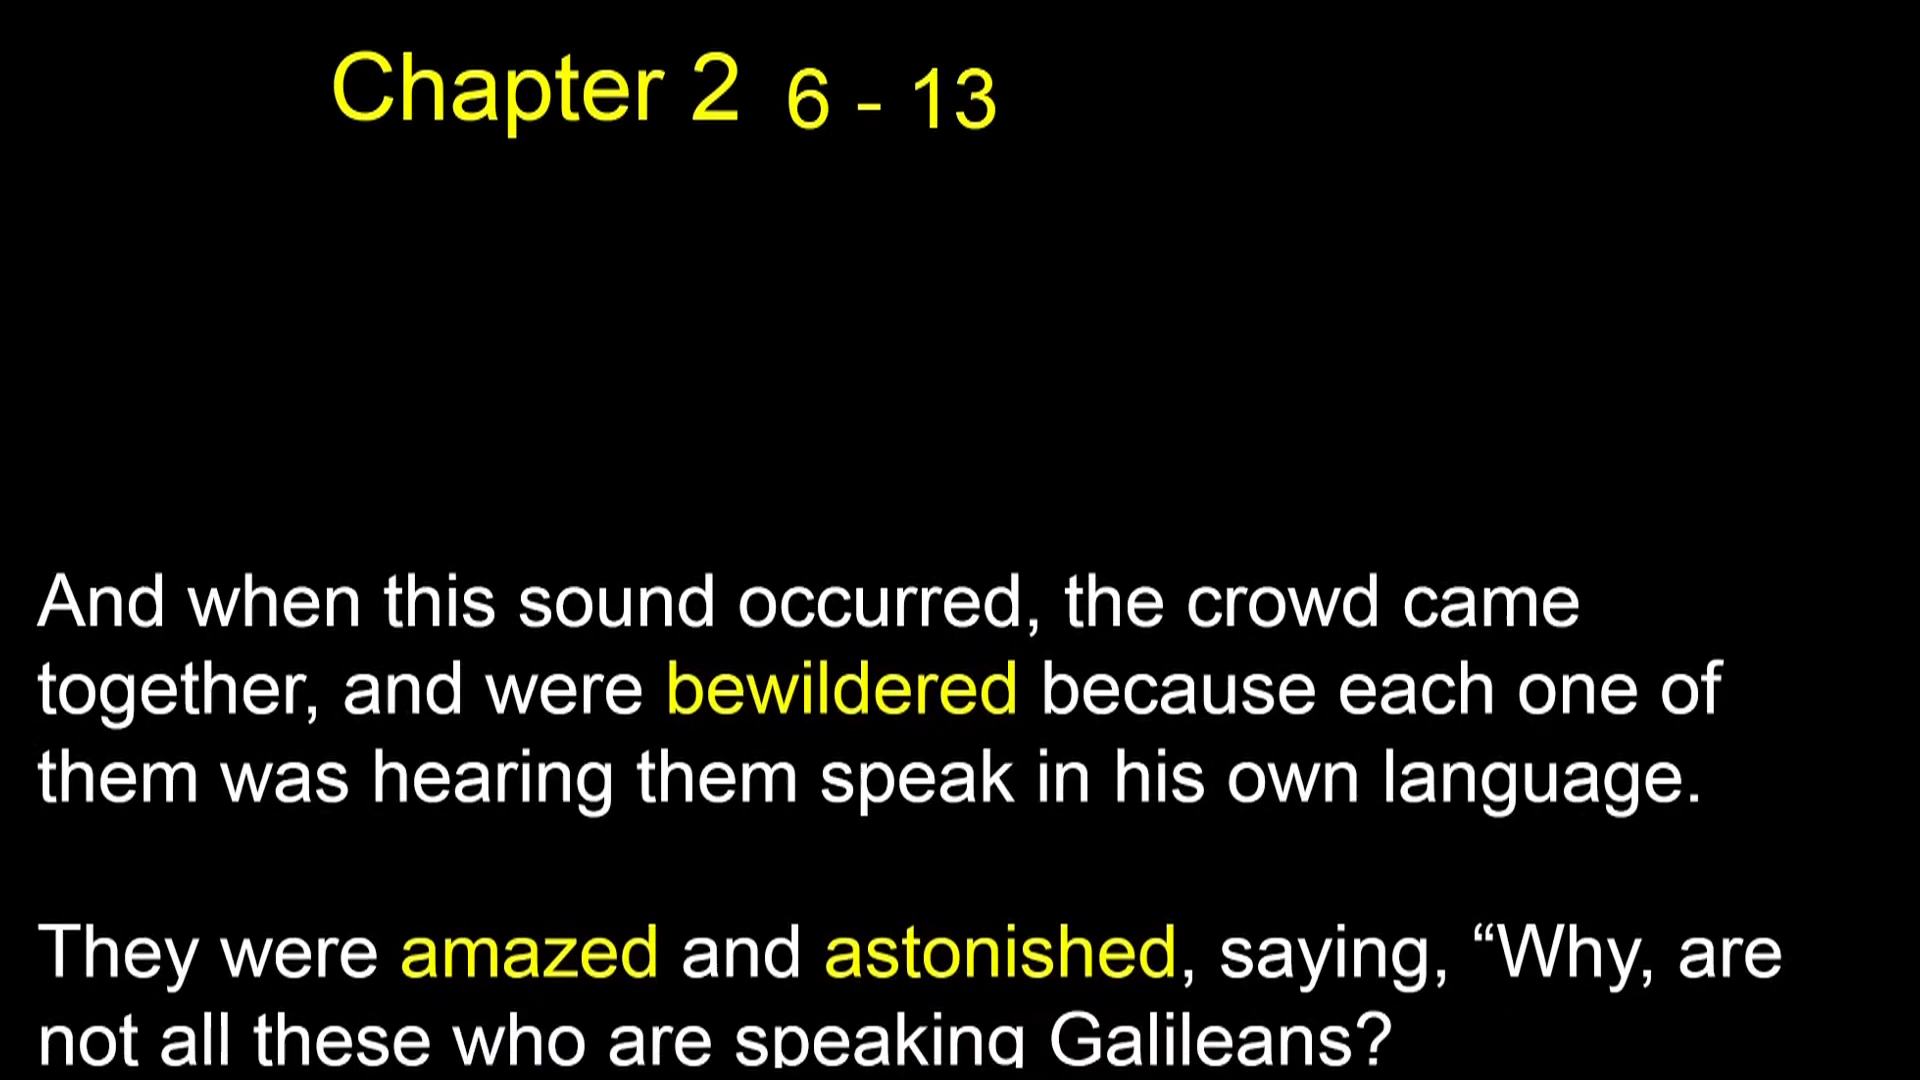 Chapter 2 6 - 13
And when this sound occurred, the crowd came
together, and were bewildered because each one of
them was hearing them speak in his own language.
They were amazed and astonished, saying, “Why, are
not all these who are speaking Galileans?